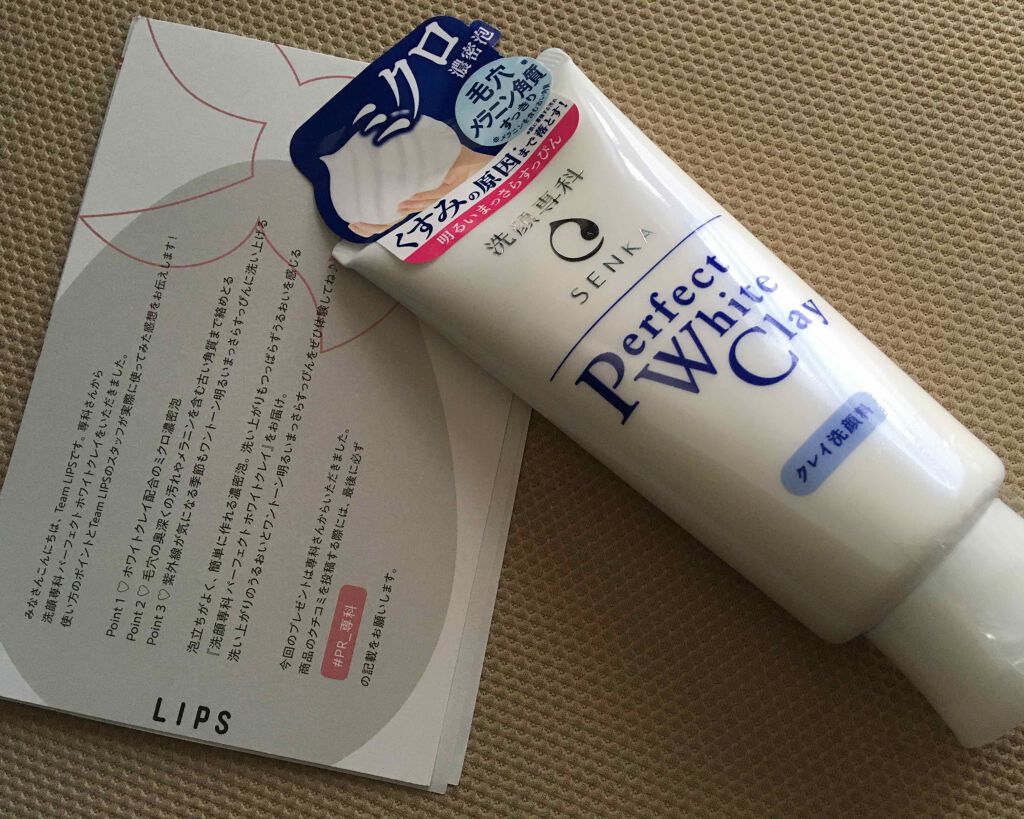 みなさんこんにちは、Team LIPSです。専科さんから
洗顔専科 パーフェクト ホワイトクレイをいただきました。
使い方のポイントとTeam LIPSのスタッフが実際に使ってみた感想をお伝えします！
Point 1 ♡ ホワイトクレイ配合のミクロ濃密泡
Point 2 ♡ 毛穴の奥深くの汚れやメラニンを含む古い角質まで絡めとる
Point 3 ♡ 紫外線が気になる季節もワントーン明るいまっさらすっぴんに洗い上げる
泡立ちがよく、簡単に作れる濃密泡。洗い上がりもつっぱらずうるおいを感じる
『洗顔専科 パーフェクト ホワイトクレイ』をお届け。
洗い上がりのうるおいとワントーン明るいまっさらすっぴんをぜひ体験してね♪
今回のプレゼントは専科さんからいただきました。
商品のクチコミを投稿する際には、最後に必ず
#PR_専科
の記載をお願いします。
LIPS
ミクロ
濃密泡
毛穴
メラニン角質※
すっきり
くすみの原因まで落とす!
明るいまっさらすっぴん
洗顔専科
SENKA
Perfect
White
Clay
クレイ洗顔料